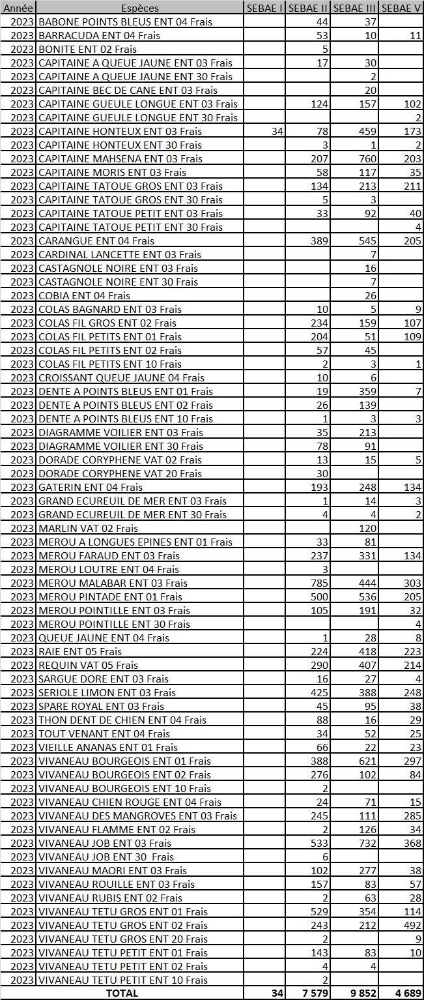 Année Espèces SEBAE I SEBAE II SEBAE III SEBAE V
2023 BABONE POINTS BLEUS ENT 04 Frais 44 37
2023 BARRACUDA ENT 04 Frais 53 10 11
2023 BONITE ENT 02 Frais 5
2023 CAPITAINE A QUEUE JAUNE ENT 03 Frais 17 30
2023 CAPITAINE A QUEUE JAUNE ENT 30 Frais 2
2023 CAPITAINE BEC DE CANE ENT 03 Frais 20
2023 CAPITAINE GUEULE LONGUE ENT 03 Frais 124 157 102
2023 CAPITAINE GUEULE LONGUE ENT 30 Frais 2
2023 CAPITAINE HONTEUX ENT 03 Frais 34 78 459 173
2023 CAPITAINE HONTEUX ENT 30 Frais 3 1 2
2023 CAPITAINE MAHSENA ENT 03 Frais 207 760 203
2023 CAPITAINE MORIS ENT 03 Frais 58 117 35
2023 CAPITAINE TATOUE GROS ENT 03 Frais 134 213 211
2023 CAPITAINE TATOUE GROS ENT 30 Frais 5 3
2023 CAPITAINE TATOUE PETIT ENT 03 Frais 33 92 40
2023 CAPITAINE TATOUE PETIT ENT 30 Frais 4
2023 CARANGUE ENT 04 Frais 389 545 205
2023 CARDINAL LANCETTE ENT 03 Frais 7
2023 CASTAGNOLE NOIRE ENT 03 Frais 16
2023 CASTAGNOLE NOIRE ENT 30 Frais 7
2023 COBIA ENT 04 Frais 26
2023 COLAS BAGNARD ENT 03 Frais 10 5 9
2023 COLAS FIL GROS ENT 02 Frais 234 159 107
2023 COLAS FIL PETITS ENT 01 Frais 204 51 109
2023 COLAS FIL PETITS ENT 02 Frais 57 45
2023 COLAS FIL PETITS ENT 10 Frais 2 3 1
2023 CROISSANT QUEUE JAUNE 04 Frais 10 6
2023 DENTE A POINTS BLEUS ENT 01 Frais 19 359 7
2023 DENTE A POINTS BLEUS ENT 02 Frais 26 139
2023 DENTE A POINTS BLEUS ENT 10 Frais 1 3 3
2023 DIAGRAMME VOILIER ENT 03 Frais 35 213
2023 DIAGRAMME VOILIER ENT 30 Frais 78 91
2023 DORADE CORYPHENE VAT 02 Frais 13 15 5
2023 DORADE CORYPHENE VAT 20 Frais 30
2023 GATERIN ENT 04 Frais 193 248 134
2023 GRAND ECUREUIL DE MER ENT 03 Frais 1 14 3
2023 GRAND ECUREUIL DE MER ENT 30 Frais 4 4 2
2023 MARLIN VAT 02 Frais 120
2023 MEROU A LONGUES EPINES ENT 01 Frais 33 81
2023 MEROU FARAUD ENT 03 Frais 237 331 134
2023 MEROU LOUTRE ENT 04 Frais 3
2023 MEROU MALABAR ENT 03 Frais 785 444 303
2023 MEROU PINTADE ENT 01 Frais 500 536 205
2023 MEROU POINTILLE ENT 03 Frais 105 191 32
2023 MEROU POINTILLE ENT 30 Frais 4
2023 QUEUE JAUNE ENT 04 Frais 1 28 8
2023 RAIE ENT 05 Frais 224 418 223
2023 REQUIN VAT 05 Frais 290 407 214
2023 SARGUE DORE ENT 03 Frais 16 27 4
2023 SERIOLE LIMON ENT 03 Frais 425 388 248
2023 SPARE ROYAL ENT 03 Frais 45 95 38
2023 THON DENT DE CHIEN ENT 04 Frais 88 16 29
2023 TOUT VENANT ENT 04 Frais 34 52 25
2023 VIEILLE ANANAS ENT 01 Frais 66 22 23
2023 VIVANEAU BOURGEOIS ENT 01 Frais 388 621 297
2023 VIVANEAU BOURGEOIS ENT 02 Frais 276 102 84
2023 VIVANEAU BOURGEOIS ENT 10 Frais 2
2023 VIVANEAU CHIEN ROUGE ENT 04 Frais 24 71 15
2023 VIVANEAU DES MANGROVES ENT 03 Frais 245 111 285
2023 VIVANEAU FLAMME ENT 02 Frais 2 126 34
2023 VIVANEAU JOB ENT 03 Frais 533 732 368
2023 VIVANEAU JOB ENT 30 Frais 6
2023 VIVANEAU MAORI ENT 03 Frais 102 277 38
2023 VIVANEAU ROUILLE ENT 03 Frais 157 83 57
2023 VIVANEAU RUBIS ENT 02 Frais 2 63 28
2023 VIVANEAU TETU GROS ENT 01 Frais 529 354 114
2023 VIVANEAU TETU GROS ENT 02 Frais 243 212 492
2023 VIVANEAU TETU GROS ENT 20 Frais 2 9
2023 VIVANEAU TETU PETIT ENT 01 Frais 143 83 10
2023 VIVANEAU TETU PETIT ENT 02 Frais 4 4
2023 VIVANEAU TETU PETIT ENT 10 Frais 2
TOTAL 34 7 579 9 852 4 689